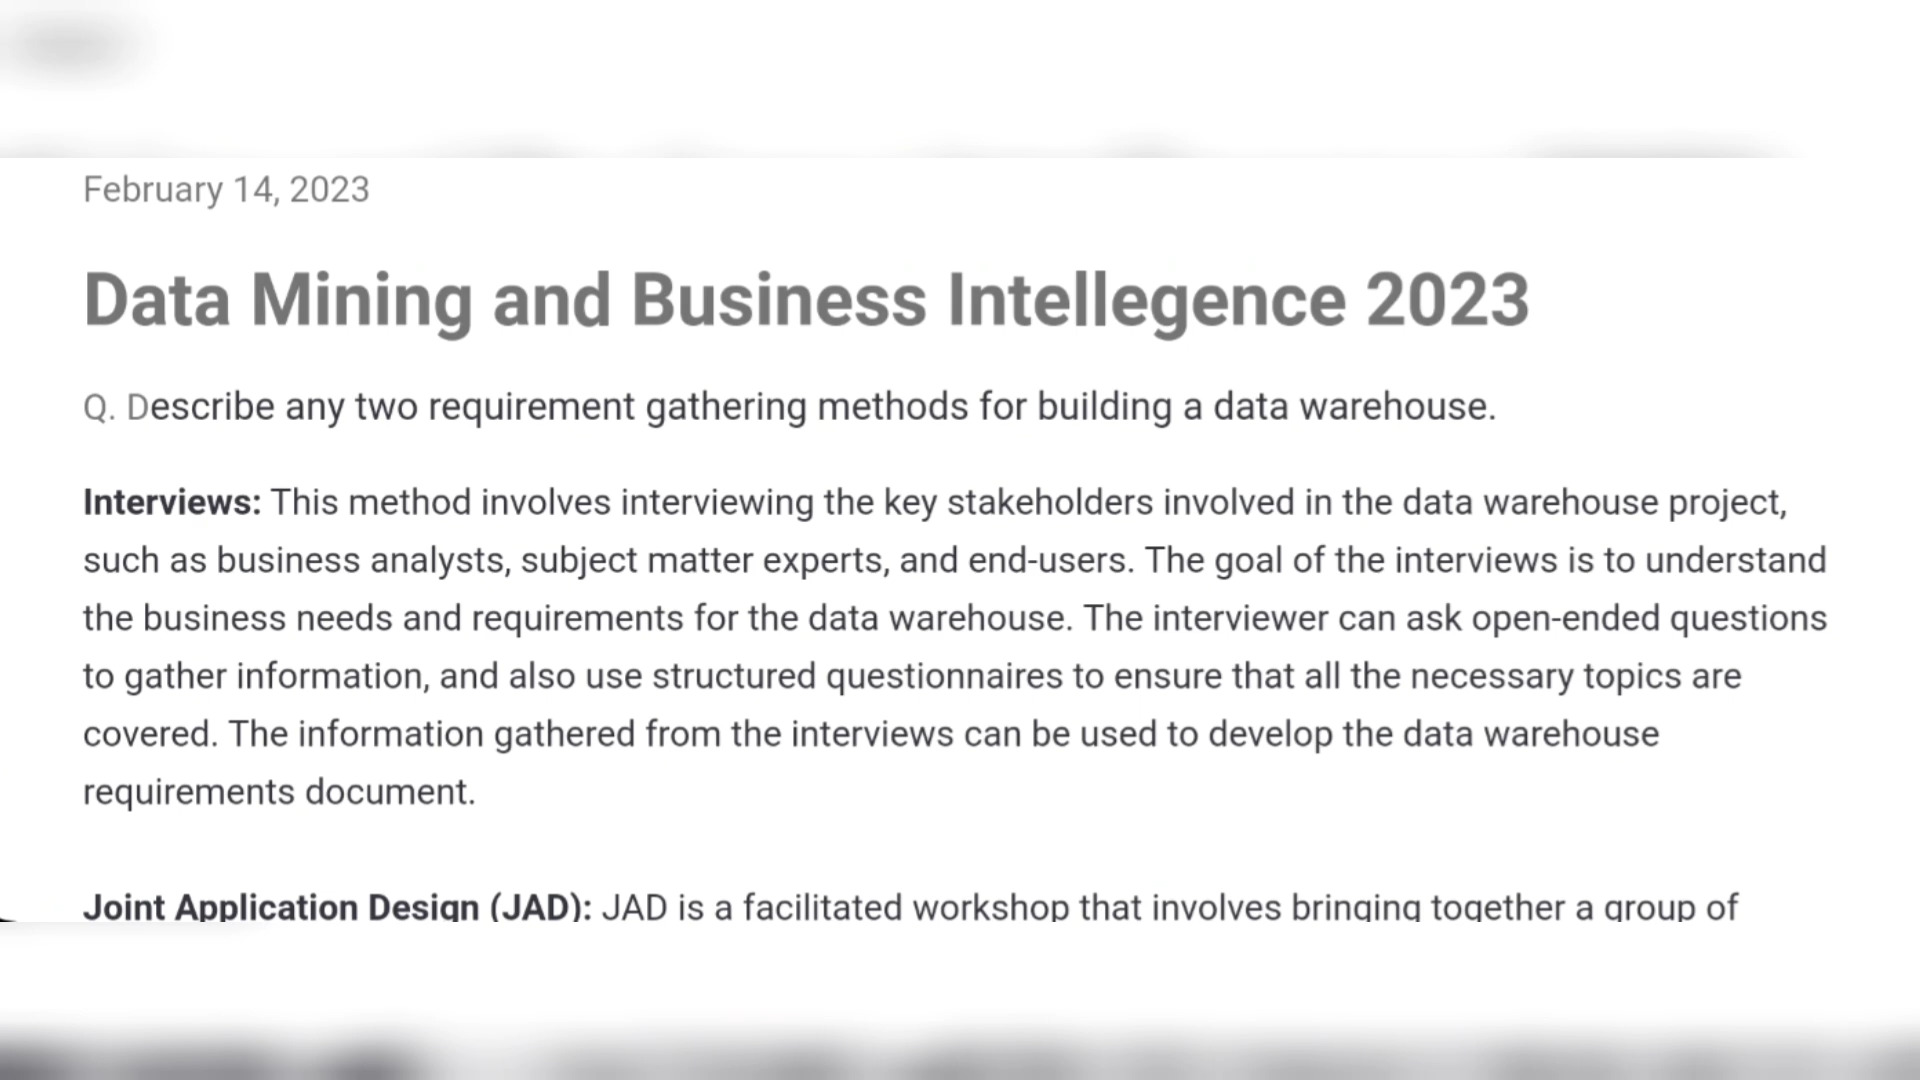 February 14, 2023
Data Mining and Business Intellegence 2023
Q. Describe any two requirement gathering methods for building a data warehouse.
Interviews: This method involves interviewing the key stakeholders involved in the data warehouse project,
such as business analysts, subject matter experts, and end-users. The goal of the interviews is to understand
the business needs and requirements for the data warehouse. The interviewer can ask open-ended questions
to gather information, and also use structured questionnaires to ensure that all the necessary topics are
covered. The information gathered from the interviews can be used to develop the data warehouse
requirements document.
Joint Application Design (JAD): JAD is a facilitated workshop that involves bringing together a group of